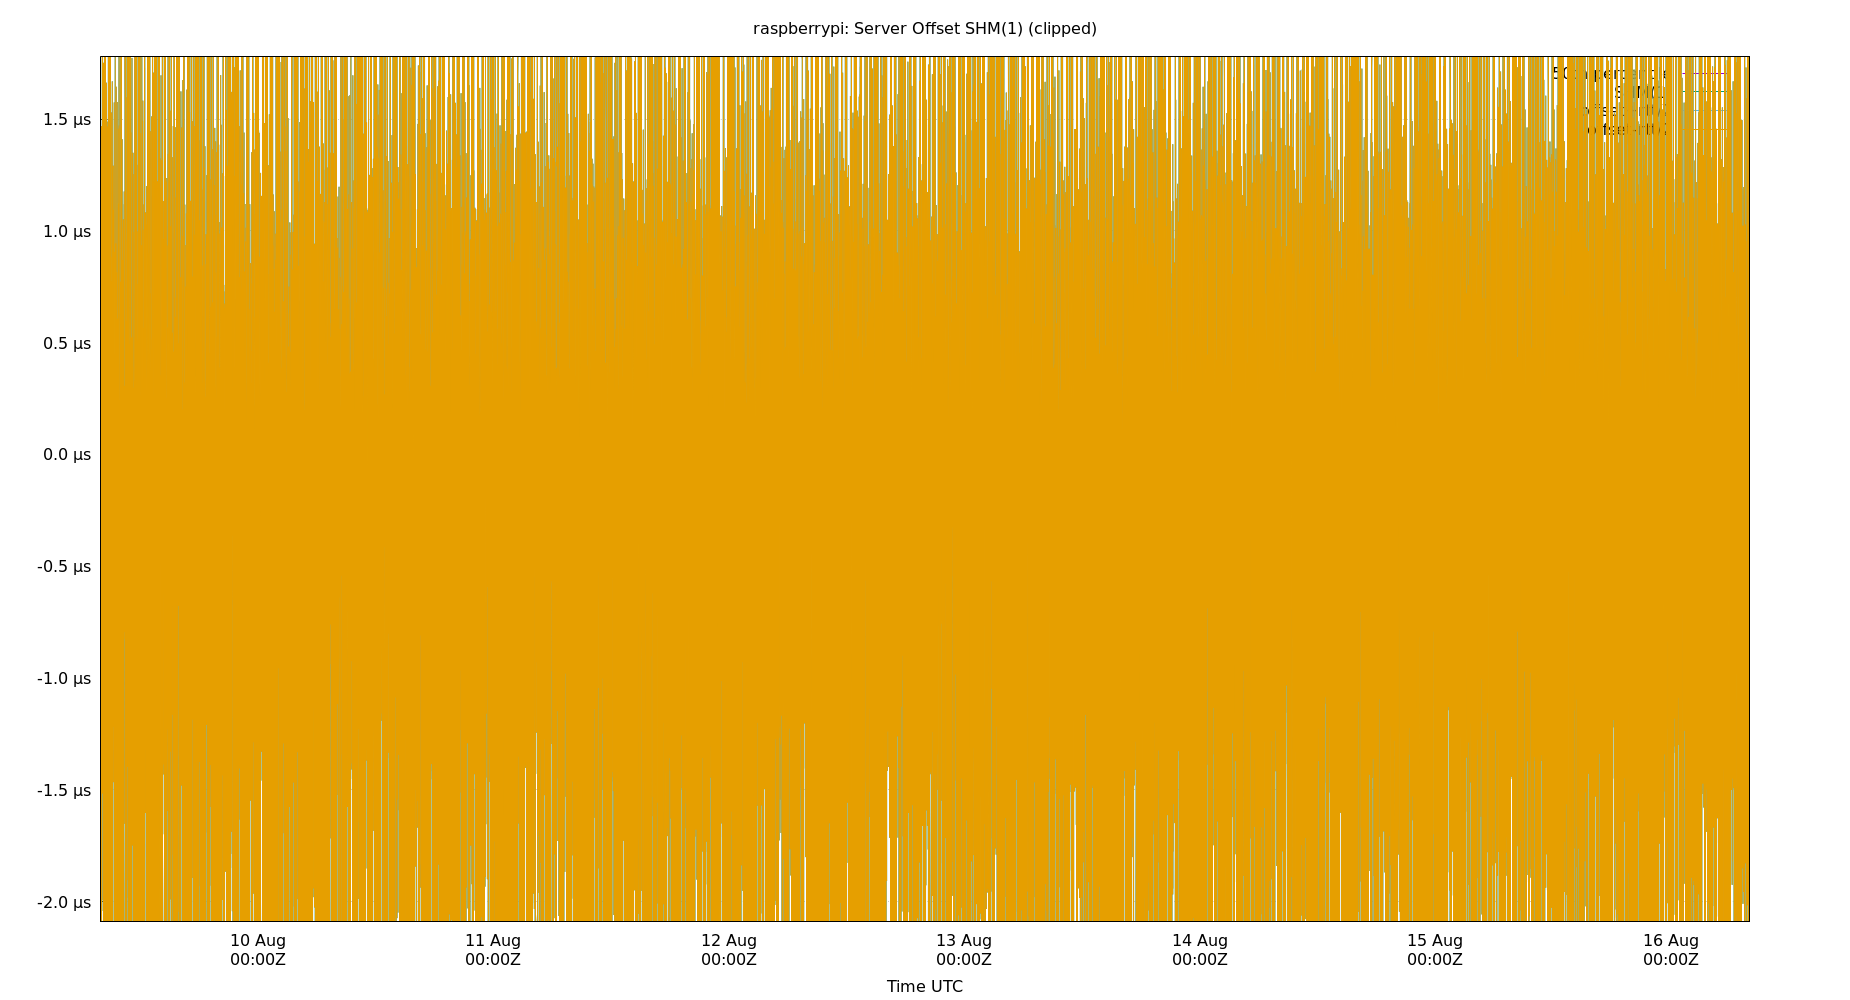 raspberrypi: Server Offset SHM(1) (clipped)
1.5 µs
1.0 µs
0.5 µs
0.0 µs
-0.5 µs
-1.0 µs
-1.5 µs
-2.0 µs
10 Aug 11 Aug 12 Aug 13 Aug 14 Aug 15 Aug 16 Aug
00:00Z 00:00Z 00:00Z 00:00Z 00:00Z 00:00Z 00:00Z
Time UTC